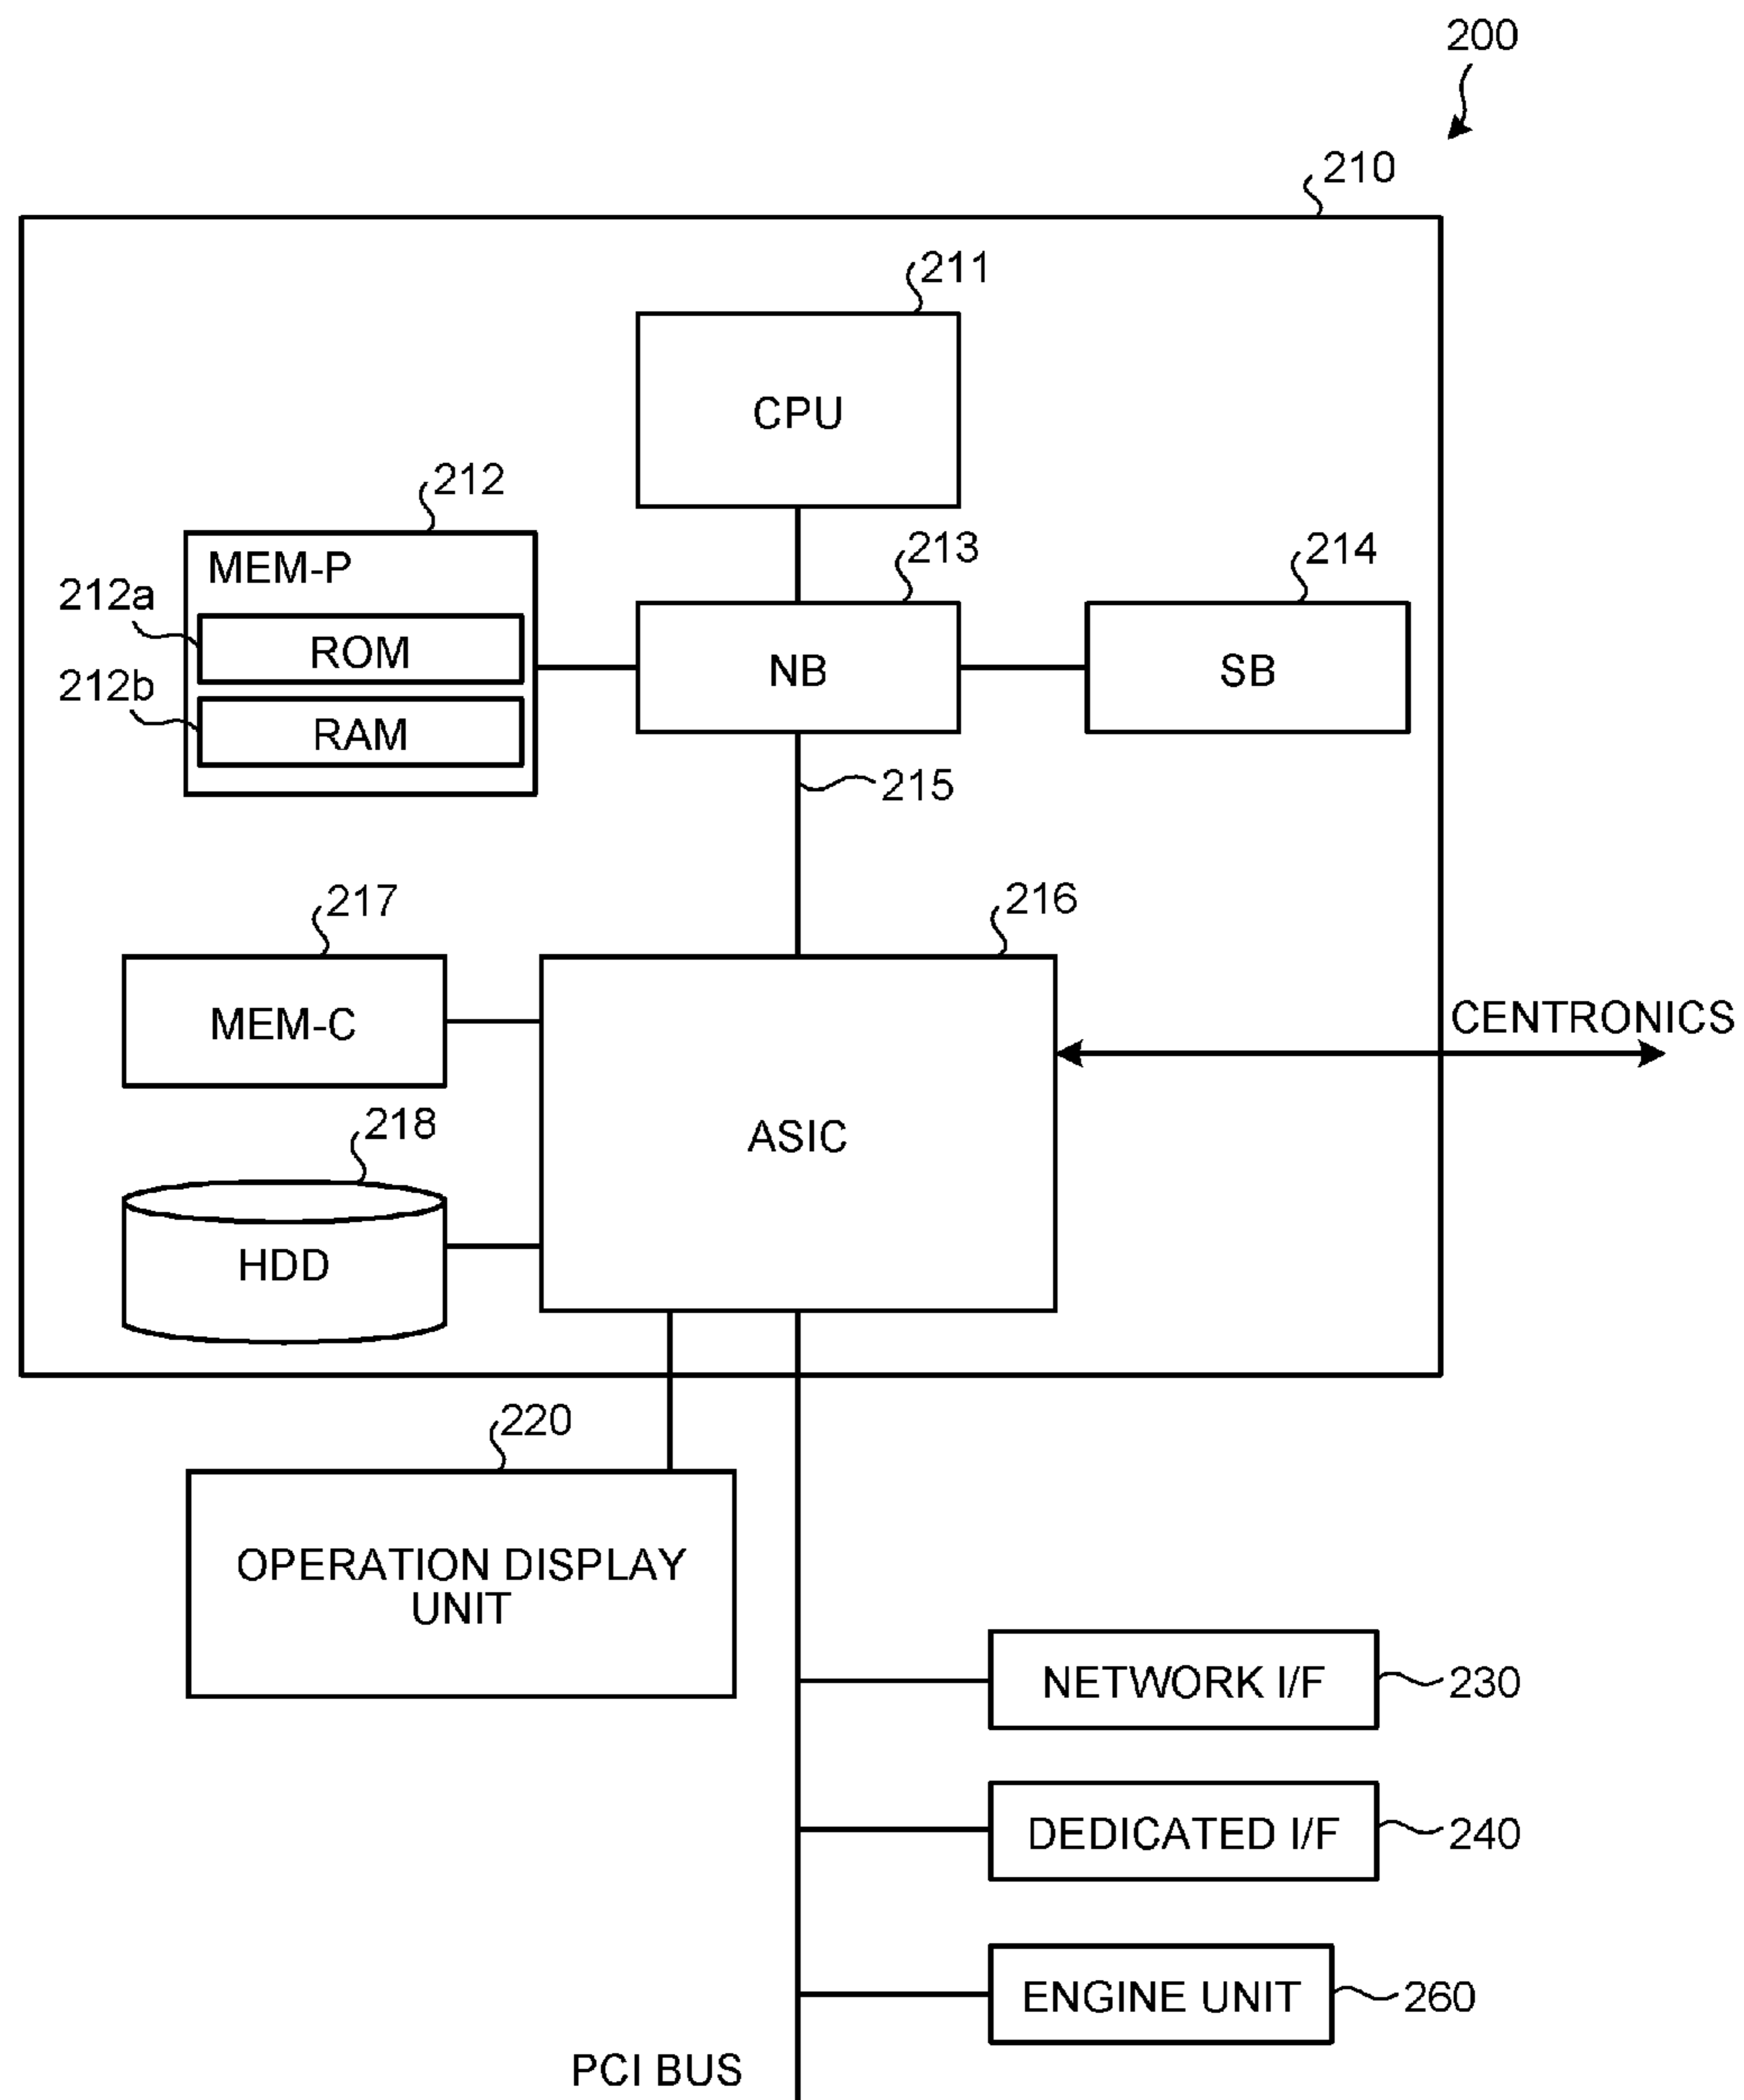 200
210
211
CPU
212
MEM-P
212a
ROM
212b
RAM
213
NB
214
SB
215
217
MEM-C
216
ASIC
CENTRONICS
218
HDD
220
OPERATION DISPLAY
UNIT
NETWORK I/F
230
DEDICATED I/F
240
ENGINE UNIT
260
PCI BUS